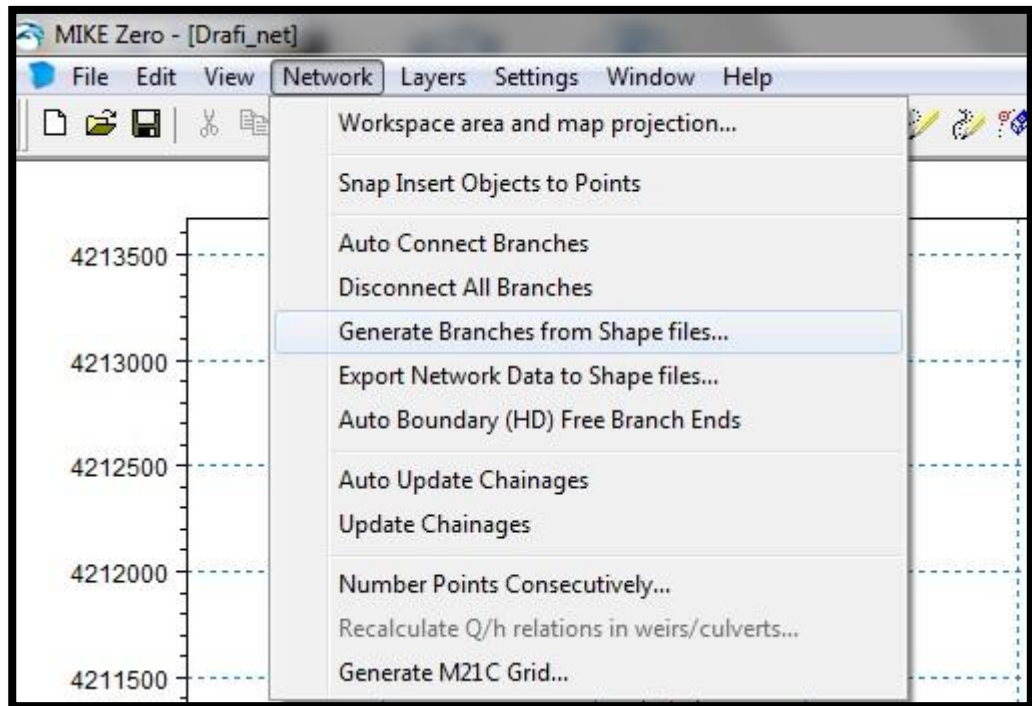 MIKE Zero - [Drafi_net]
File Edit View Network Layers Settings Window Help
Workspace area and map projection...
Snap Insert Objects to Points
Auto Connect Branches
Disconnect All Branches
Generate Branches from Shape files...
Export Network Data to Shape files...
Auto Boundary (HD) Free Branch Ends
Auto Update Chainages
Update Chainages
Number Points Consecutively...
Recalculate Q/h relations in weirs/culverts...
Generate M21C Grid...
4213500
4213000
4212500
4212000
4211500